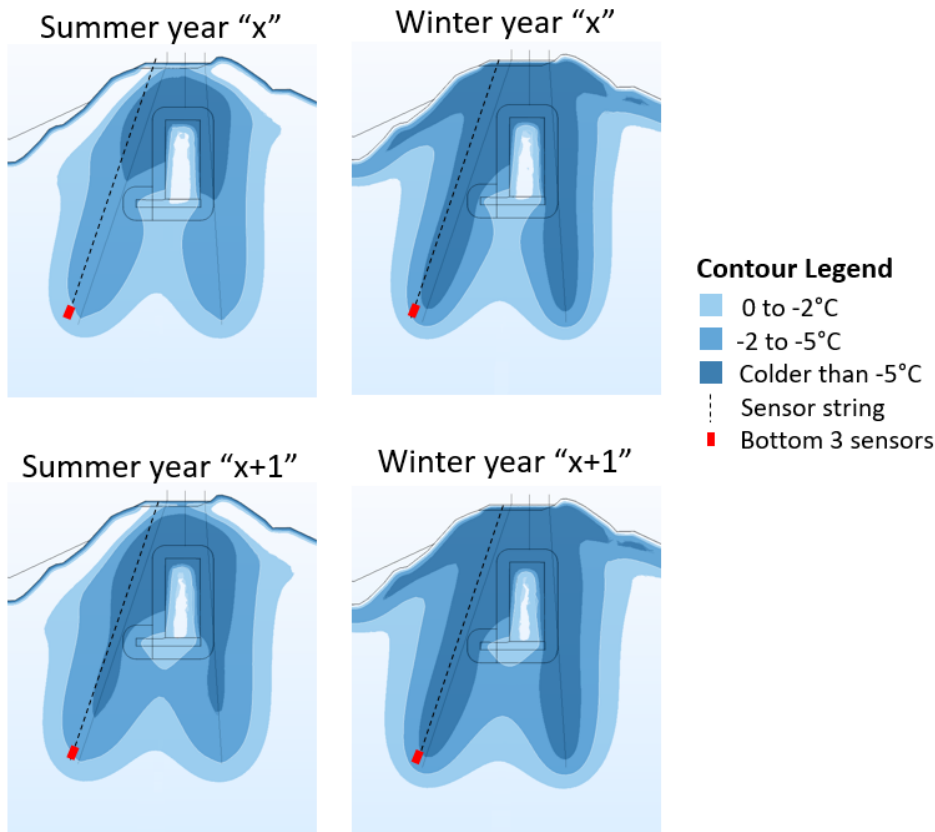 Summer year “x”
Winter year “x”
Contour Legend
0 to -2°C
-2 to -5°C
Colder than -5°C
Sensor string
Bottom 3 sensors
Summer year “x+1”
Winter year “x+1”